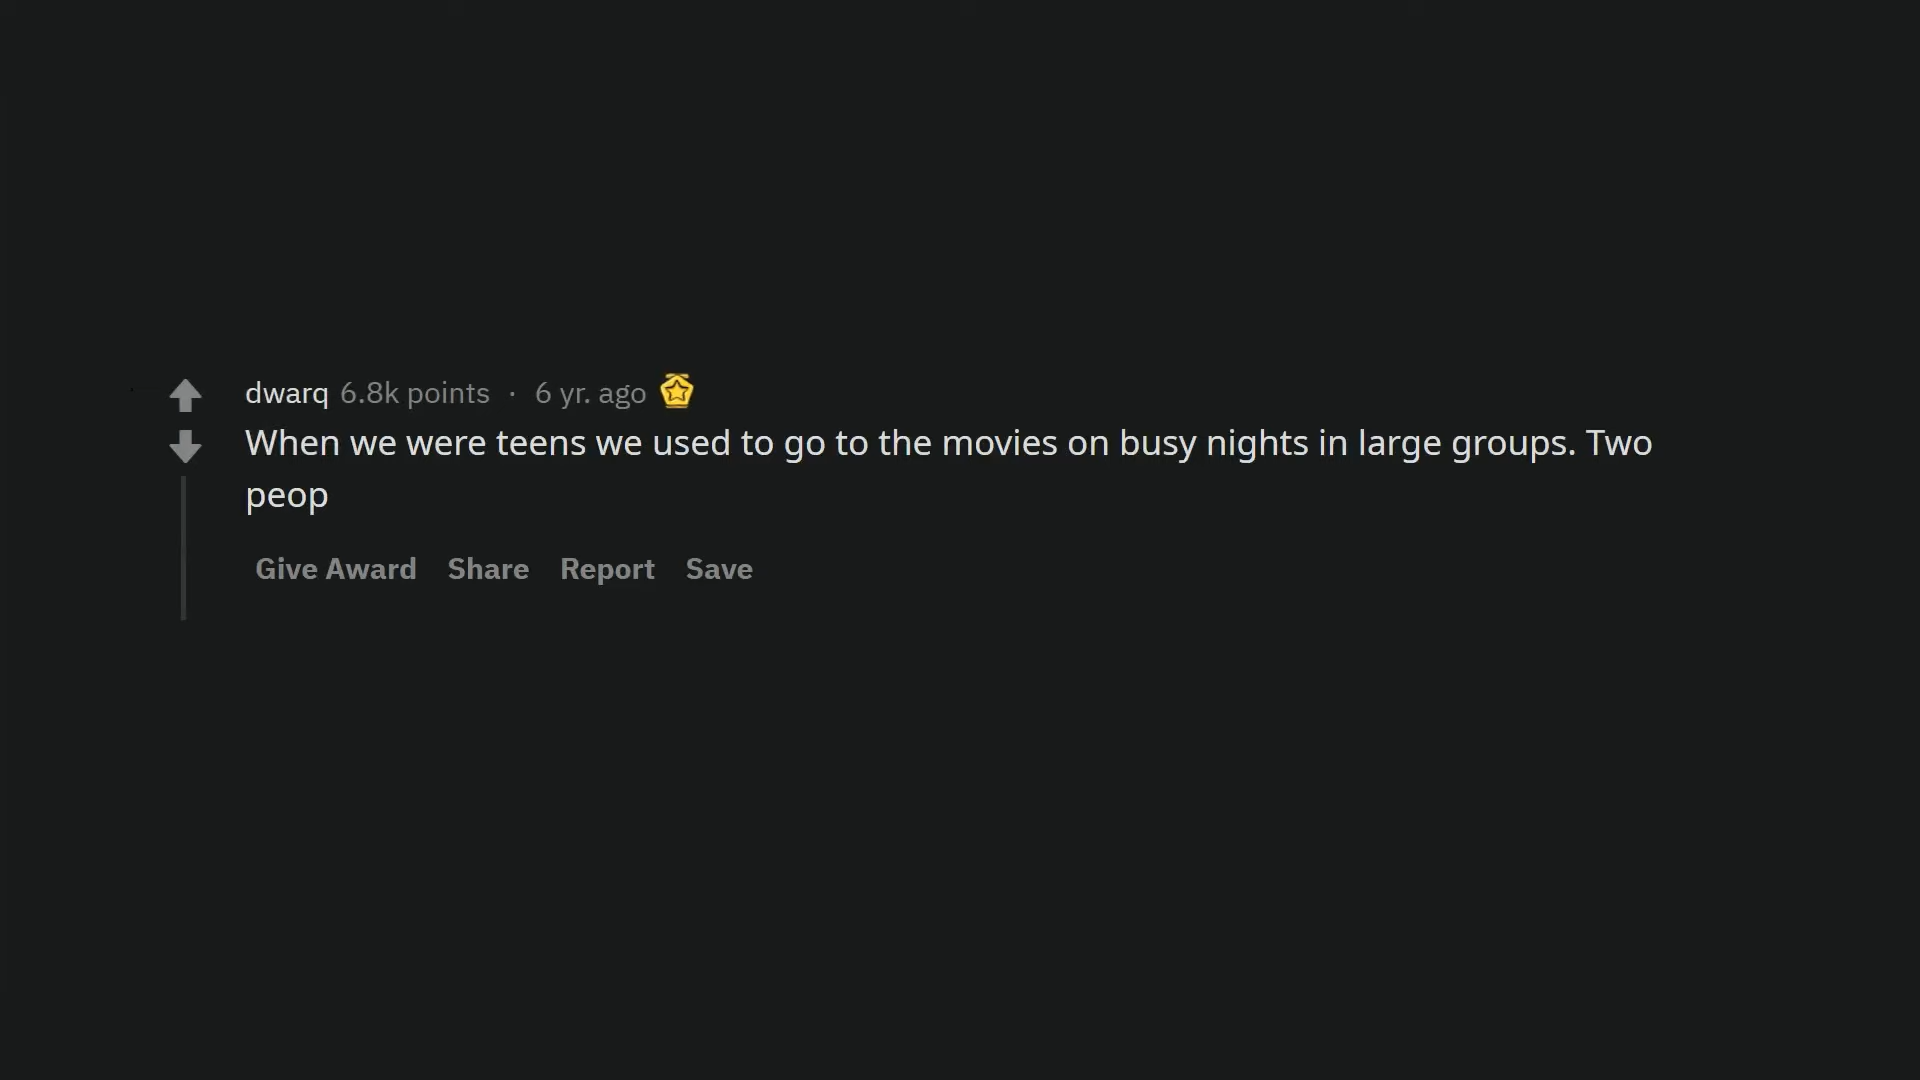 dwarq 6.8k points · 6 yr. ago
When we were teens we used to go to the movies on busy nights in large groups. Two
peop
Give Award Share Report Save